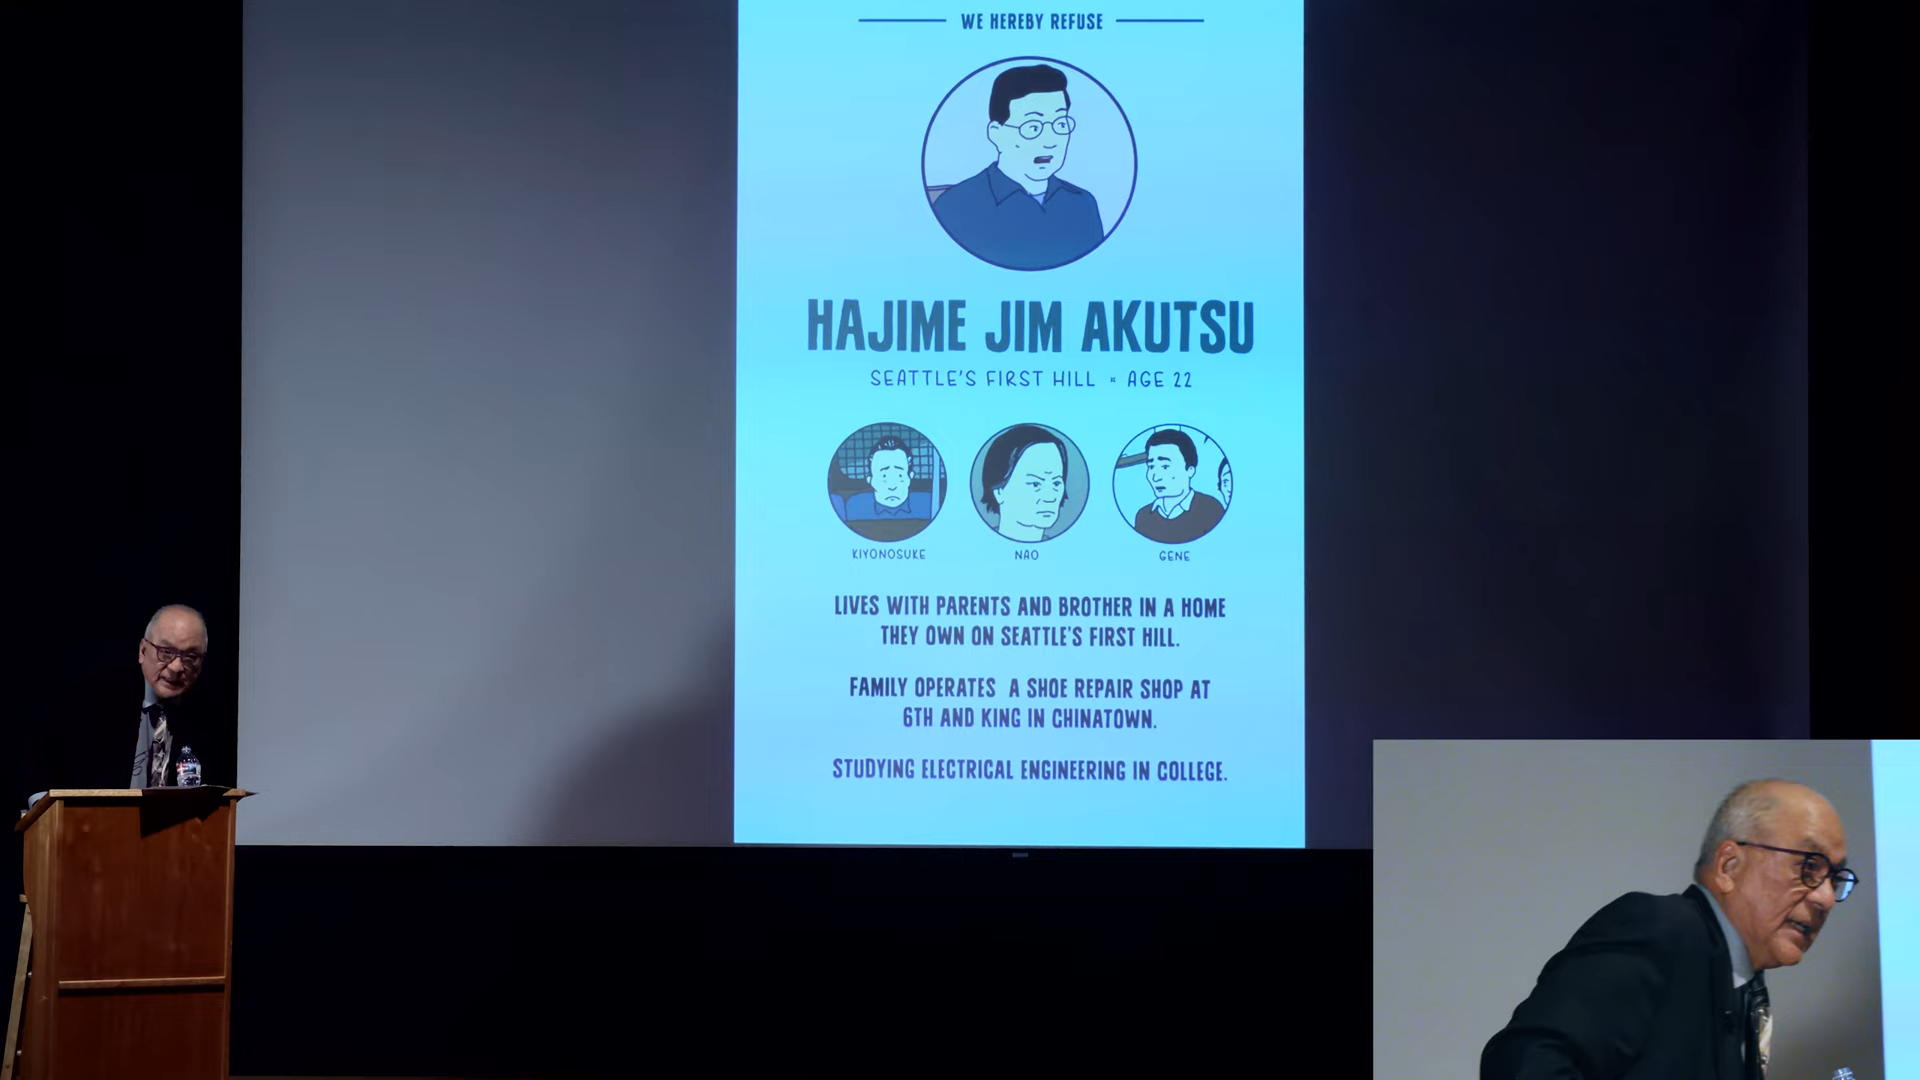 WE HEREBY REFUSE
HAJIME JIM AKUTSU
SEATTLE'S FIRST HILL × AGE 22
KIYONOSUKE NAO GENE
LIVES WITH PARENTS AND BROTHER IN A HOME
THEY OWN ON SEATTLE'S FIRST HILL.
FAMILY OPERATES A SHOE REPAIR SHOP AT
6TH AND KING IN CHINATOWN.
STUDYING ELECTRICAL ENGINEERING IN COLLEGE.